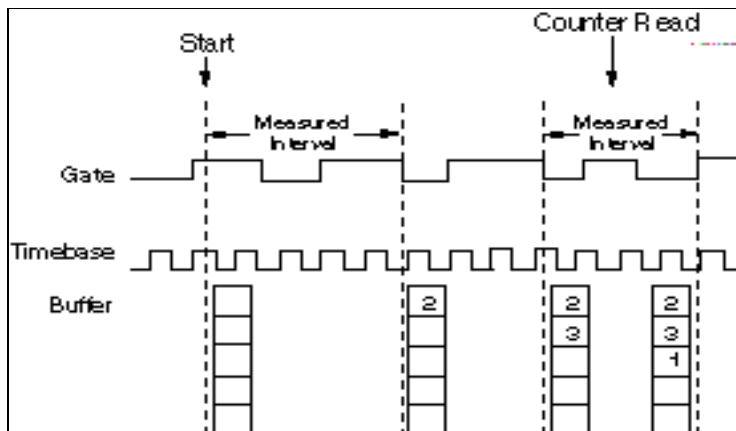 Counter Read
Start
Measured
Interval
Measured
Interval
Gate
Timebase
Buffer
2 2 2
3 3
1